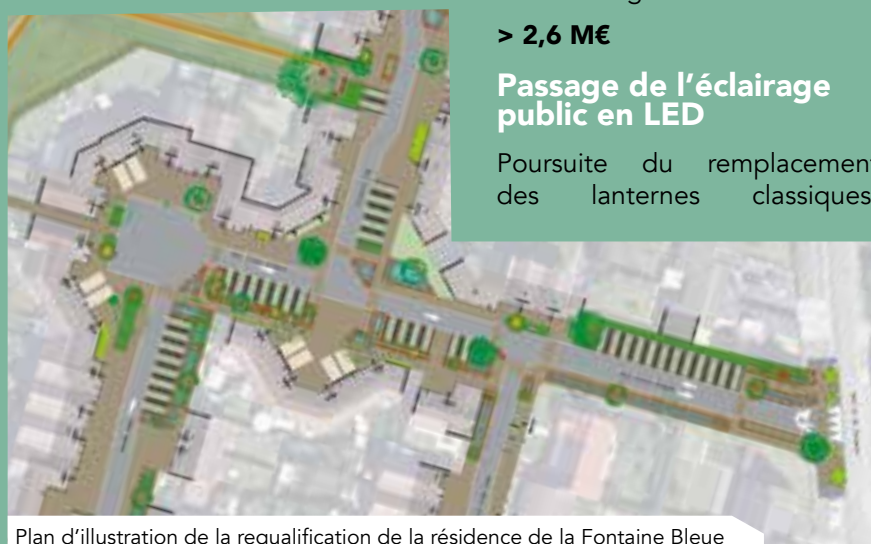 > 2,6 M€
Passage de l'éclairage
public en LED
Poursuite du remplacement
des lanternes classiques
Plan d'illustration de la requalification de la résidence de la Fontaine Bleue